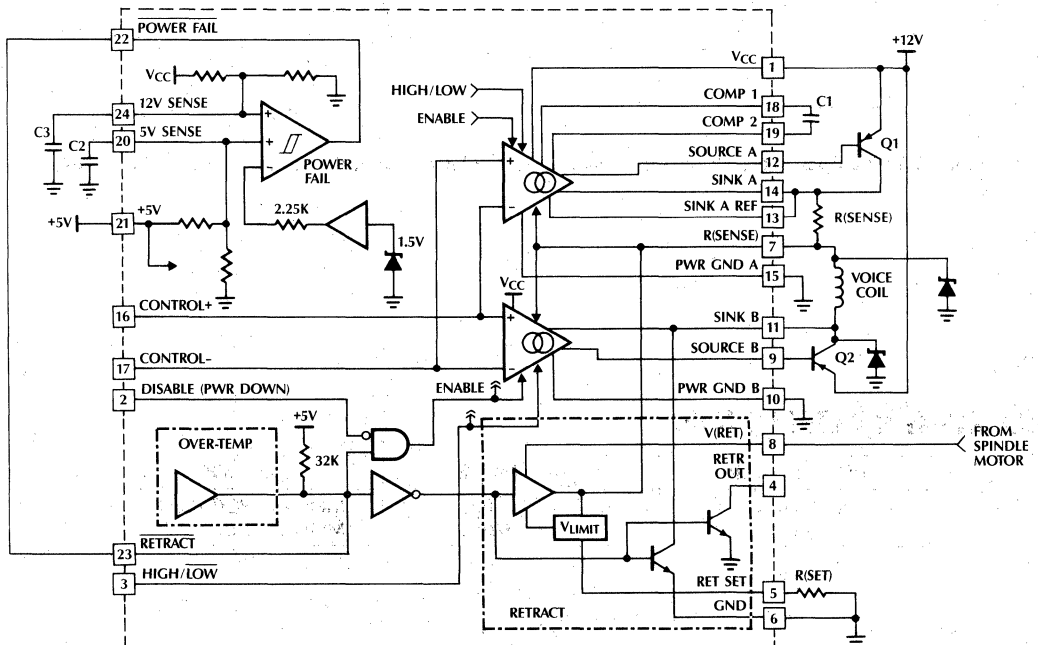 POWER FAIL
22
+12V
VCC
VCC
1
HIGH/LOW
COMP 1
18
C1
12V SENSE
24
ENABLE
COMP 2
19
C3
5V SENSE
20
C2
+
+
−
POWER
FAIL
+
−
SOURCE A
12
Q1
SINK A
14
SINK A REF
13
R(SENSE)
2.25K
1.5V
+5V
21
+5V
R(SENSE)
7
PWR GND A
15
VOICE
COIL
VCC
CONTROL+
16
+
−
SINK B
11
SOURCE B
9
Q2
CONTROL−
17
ENABLE
DISABLE (PWR DOWN)
2
PWR GND B
10
+5V
OVER-TEMP
32K
V(RET)
8
FROM
SPINDLE
MOTOR
RETR
OUT
4
VLIMIT
RETRACT
23
HIGH/LOW
3
RET SET
5
R(SET)
RETRACT
GND
6